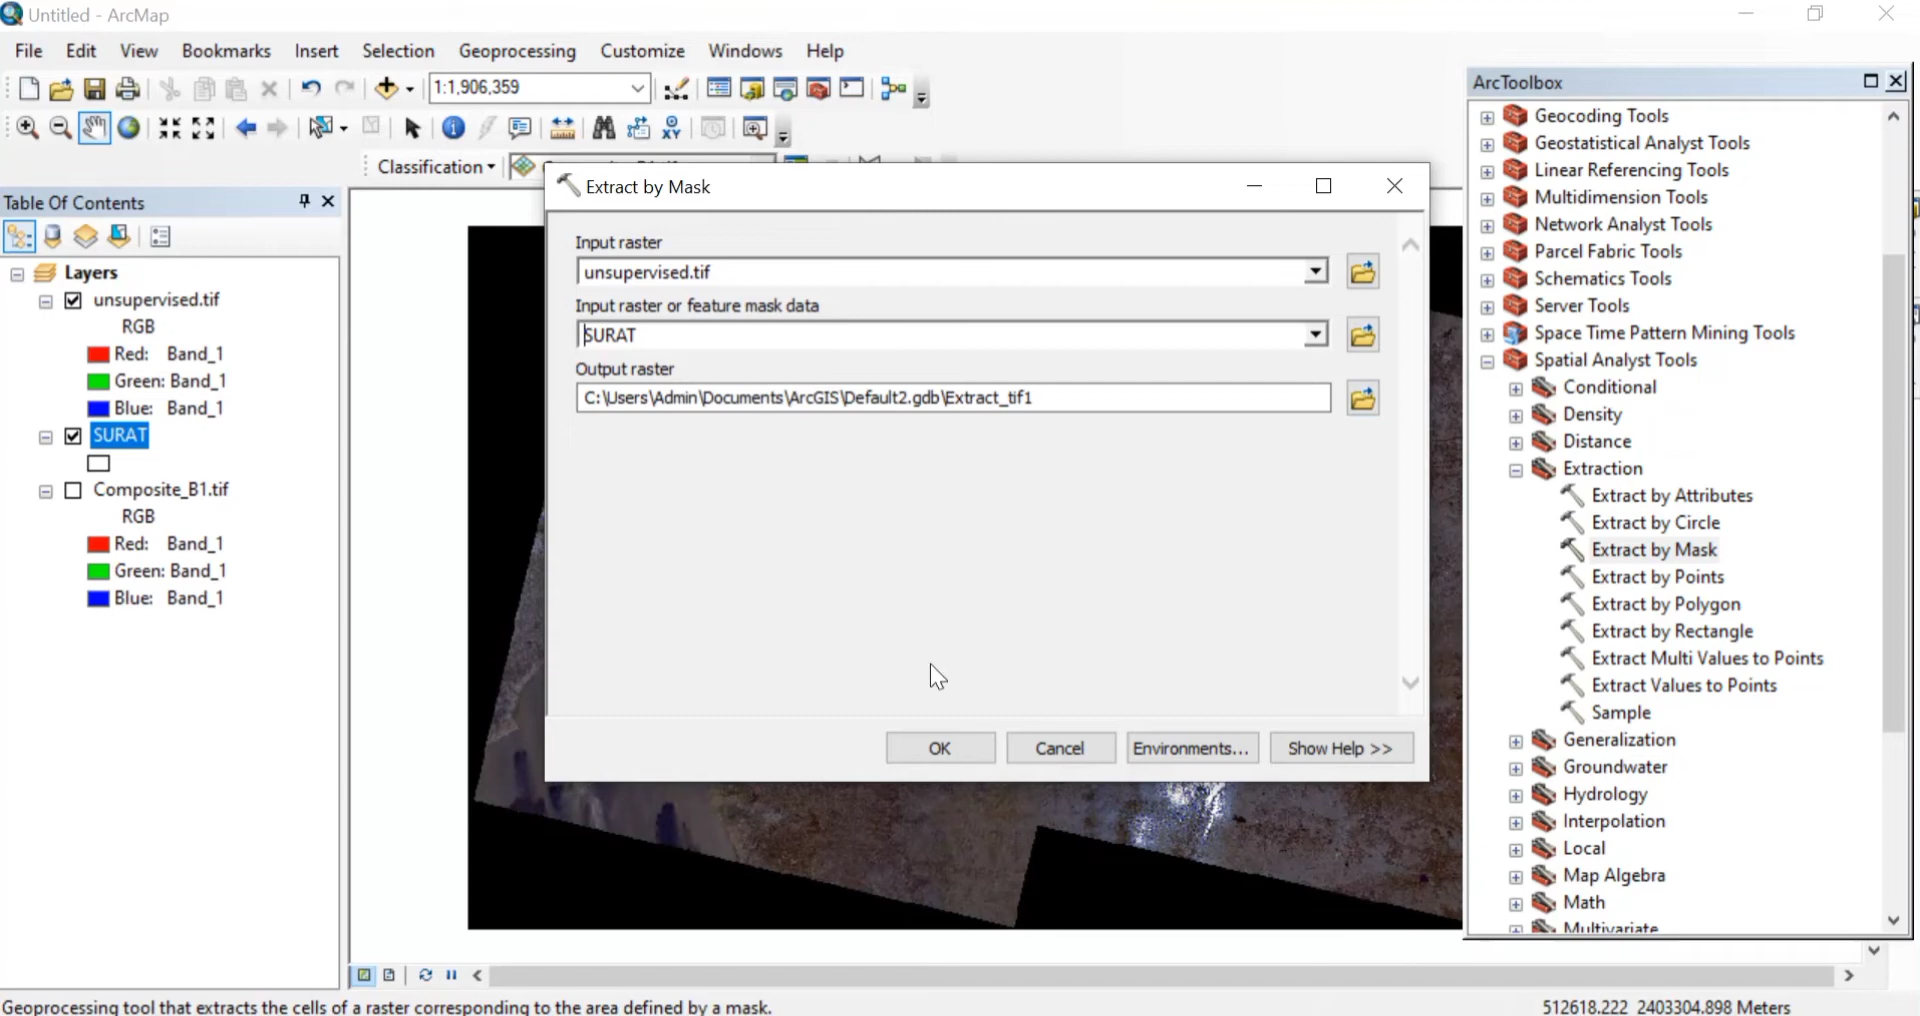 Untitled - ArcMap
File Edit View Bookmarks Insert Selection Geoprocessing Customize Windows Help
1:1,906,359
Classification
Table Of Contents
Layers
unsupervised.tif
RGB
Red: Band_1
Green: Band_1
Blue: Band_1
SURAT
Composite_B1.tif
RGB
Red: Band_1
Green: Band_1
Blue: Band_1
Extract by Mask
Input raster
unsupervised.tif
Input raster or feature mask data
SURAT
Output raster
C:\Users\Admin\Documents\ArcGIS\Default2.gdb\Extract_tif1
OK Cancel Environments... Show Help >>
ArcToolbox
Geocoding Tools
Geostatistical Analyst Tools
Linear Referencing Tools
Multidimension Tools
Network Analyst Tools
Parcel Fabric Tools
Schematics Tools
Server Tools
Space Time Pattern Mining Tools
Spatial Analyst Tools
Conditional
Density
Distance
Extraction
Extract by Attributes
Extract by Circle
Extract by Mask
Extract by Points
Extract by Polygon
Extract by Rectangle
Extract Multi Values to Points
Extract Values to Points
Sample
Generalization
Groundwater
Hydrology
Interpolation
Local
Map Algebra
Math
Multivariate
Geoprocessing tool that extracts the cells of a raster corresponding to the area defined by a mask.
512618.222 2403304.898 Meters